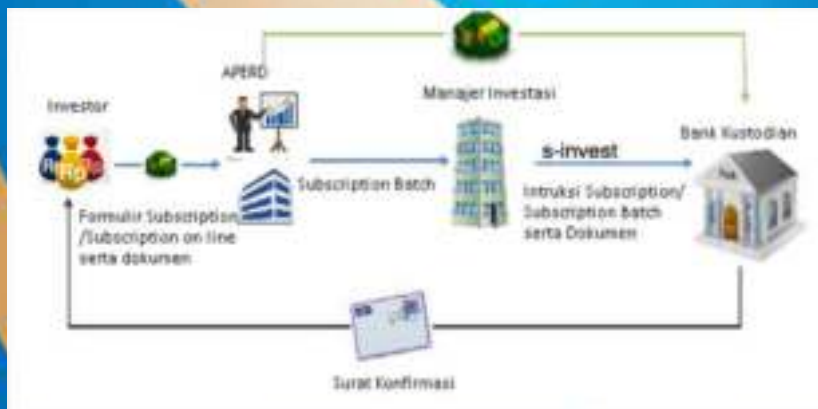 APERD
Manajer Investasi
Investor
Bank Kustodian
s-invest
Subscription Batch
Intruksi Subscription/
Subscription Batch
serta Dokumen
Formulir Subscription
/Subscription on line
serta dokumen
Surat Konfirmasi